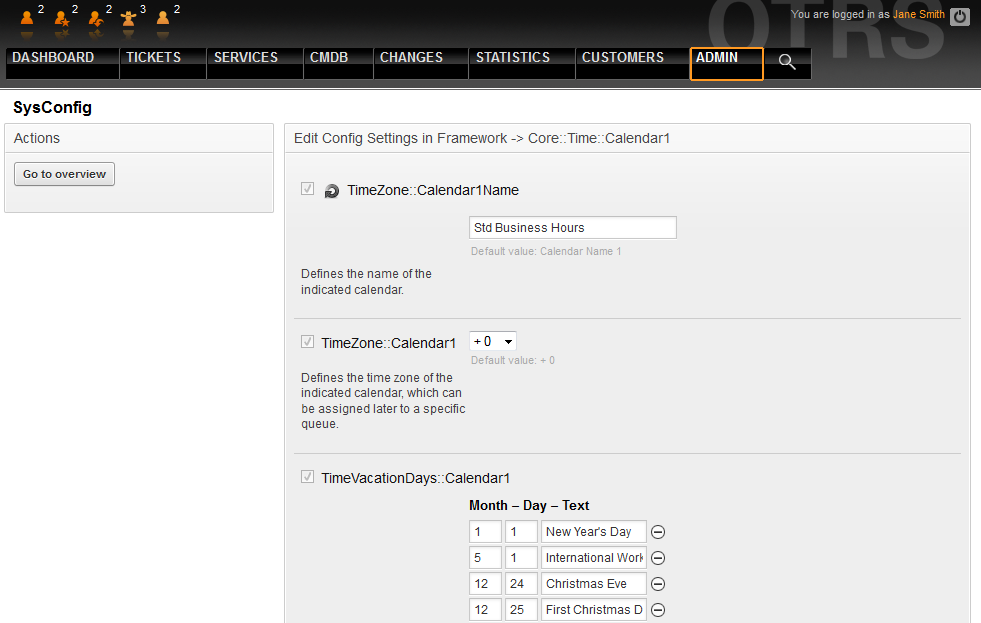 2 2 2 3 2
You are logged in as Jane Smith
OTRS
DASHBOARD TICKETS SERVICES CMDB CHANGES STATISTICS CUSTOMERS ADMIN
SysConfig
Actions
Go to overview
Edit Config Settings in Framework -> Core::Time::Calendar1
TimeZone::Calendar1Name
Std Business Hours
Default value: Calendar Name 1
Defines the name of the
indicated calendar.
TimeZone::Calendar1 + 0
Default value: + 0
Defines the time zone of the
indicated calendar, which can
be assigned later to a specific
queue.
TimeVacationDays::Calendar1
Month – Day – Text
1 1 New Year's Day
5 1 International Work
12 24 Christmas Eve
12 25 First Christmas D